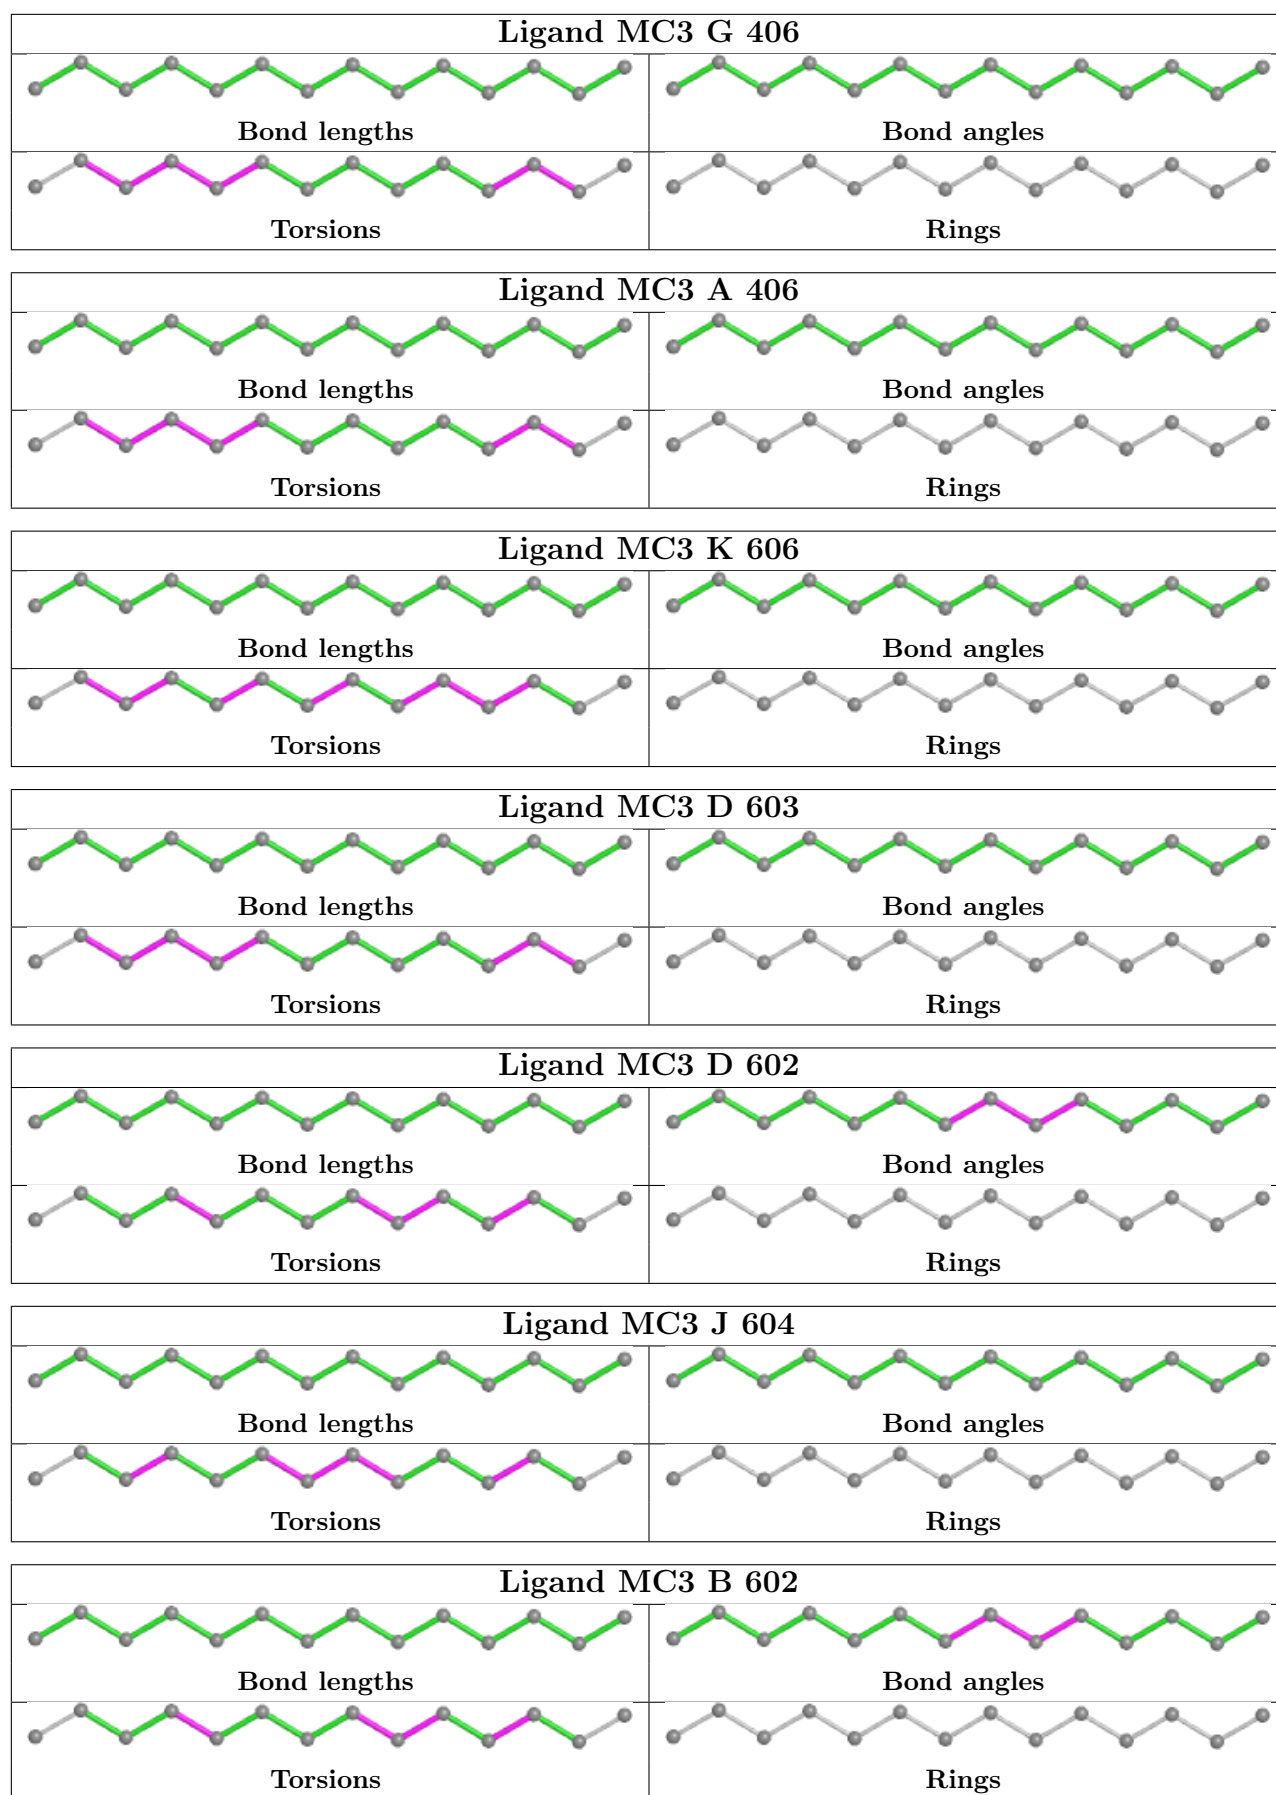 Ligand MC3 G 406
Bond lengths
Bond angles
Torsions
Rings
Ligand MC3 A 406
Bond lengths
Bond angles
Torsions
Rings
Ligand MC3 K 606
Bond lengths
Bond angles
Torsions
Rings
Ligand MC3 D 603
Bond lengths
Bond angles
Torsions
Rings
Ligand MC3 D 602
Bond lengths
Bond angles
Torsions
Rings
Ligand MC3 J 604
Bond lengths
Bond angles
Torsions
Rings
Ligand MC3 B 602
Bond lengths
Bond angles
Torsions
Rings